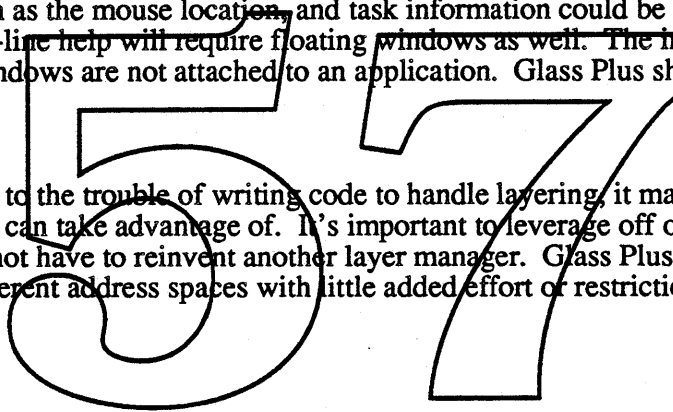 as the mouse location, and task information could be
-line help will require floating windows as well. The
ndows are not attached to an application. Glass Plus
to the trouble of writing code to handle layering, it
can take advantage of. It's important to leverage off
not have to reinvent another layer manager. Glass Plus
erent address spaces with little added effort or
57